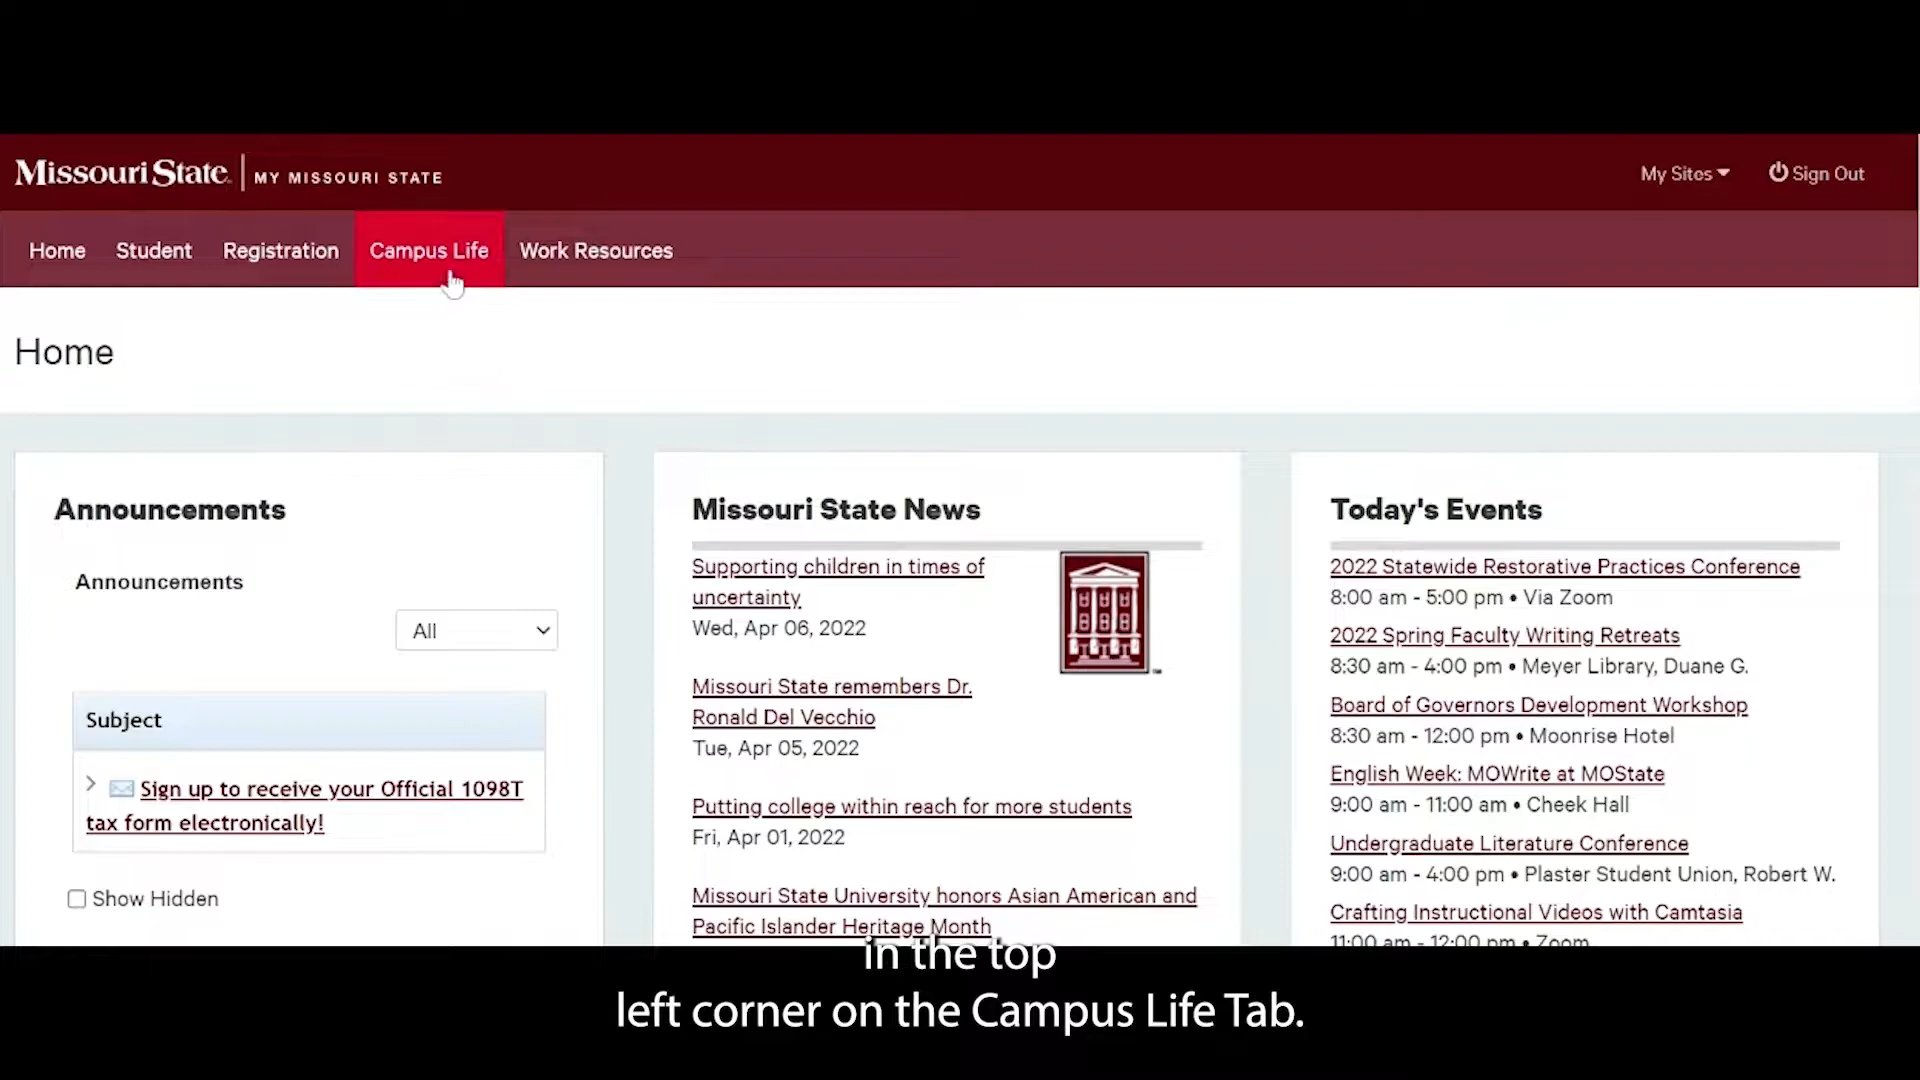 Missouri State. | MY MISSOURI STATE
My Sites
Sign Out
Home
Student
Registration
Campus Life
Work Resources
Home
Announcements
Announcements
All
Subject
Sign up to receive your Official 1098T
tax form electronically!
Show Hidden
Missouri State News
Supporting children in times of
uncertainty
Wed, Apr 06, 2022
Missouri State remembers Dr.
Ronald Del Vecchio
Tue, Apr 05, 2022
Putting college within reach for more students
Fri, Apr 01, 2022
Missouri State University honors Asian American and
Pacific Islander Heritage Month
Today's Events
2022 Statewide Restorative Practices Conference
8:00 am - 5:00 pm • Via Zoom
2022 Spring Faculty Writing Retreats
8:30 am - 4:00 pm • Meyer Library, Duane G.
Board of Governors Development Workshop
8:30 am - 12:00 pm • Moonrise Hotel
English Week: MOWrite at MOState
9:00 am - 11:00 am • Cheek Hall
Undergraduate Literature Conference
9:00 am - 4:00 pm • Plaster Student Union, Robert W.
Crafting Instructional Videos with Camtasia
11:00 am - 12:00 pm • Zoom
in the top
left corner on the Campus Life Tab.